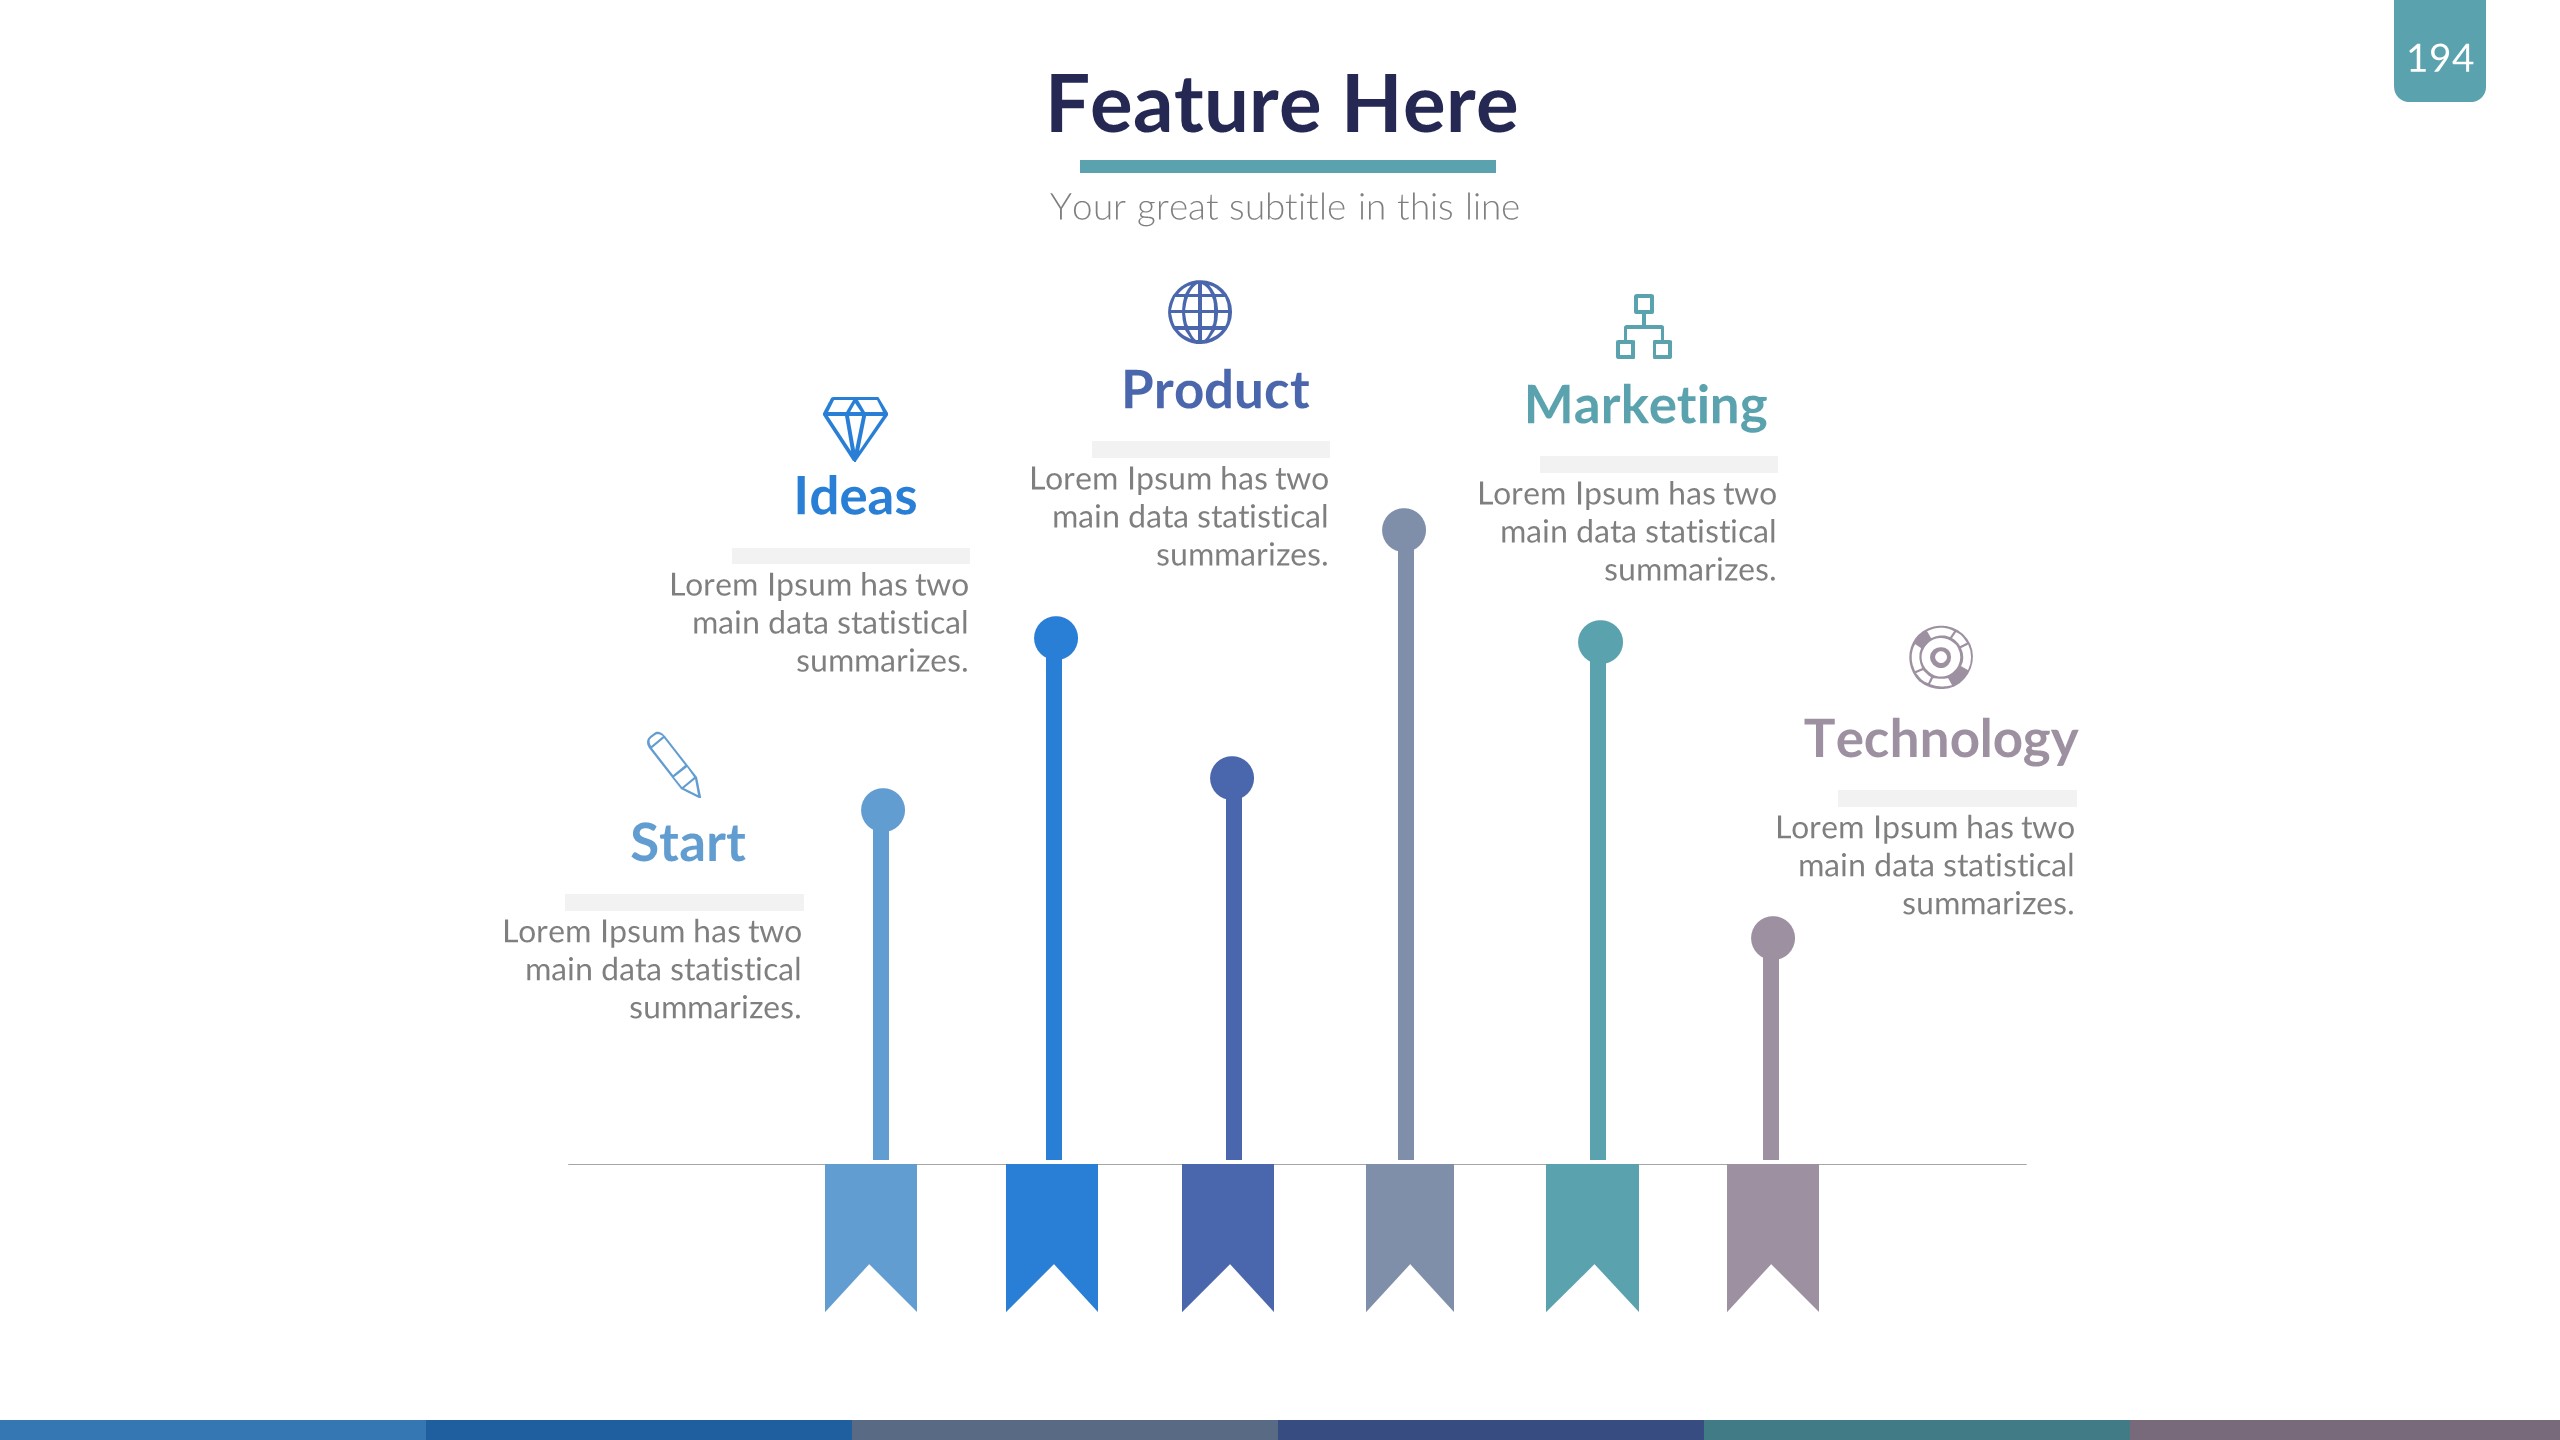 194
Feature Here
Your great subtitle in this line
Start
Lorem Ipsum has two
main data statistical
summarizes.
Ideas
Lorem Ipsum has two
main data statistical
summarizes.
Product
Lorem Ipsum has two
main data statistical
summarizes.
Marketing
Lorem Ipsum has two
main data statistical
summarizes.
Technology
Lorem Ipsum has two
main data statistical
summarizes.